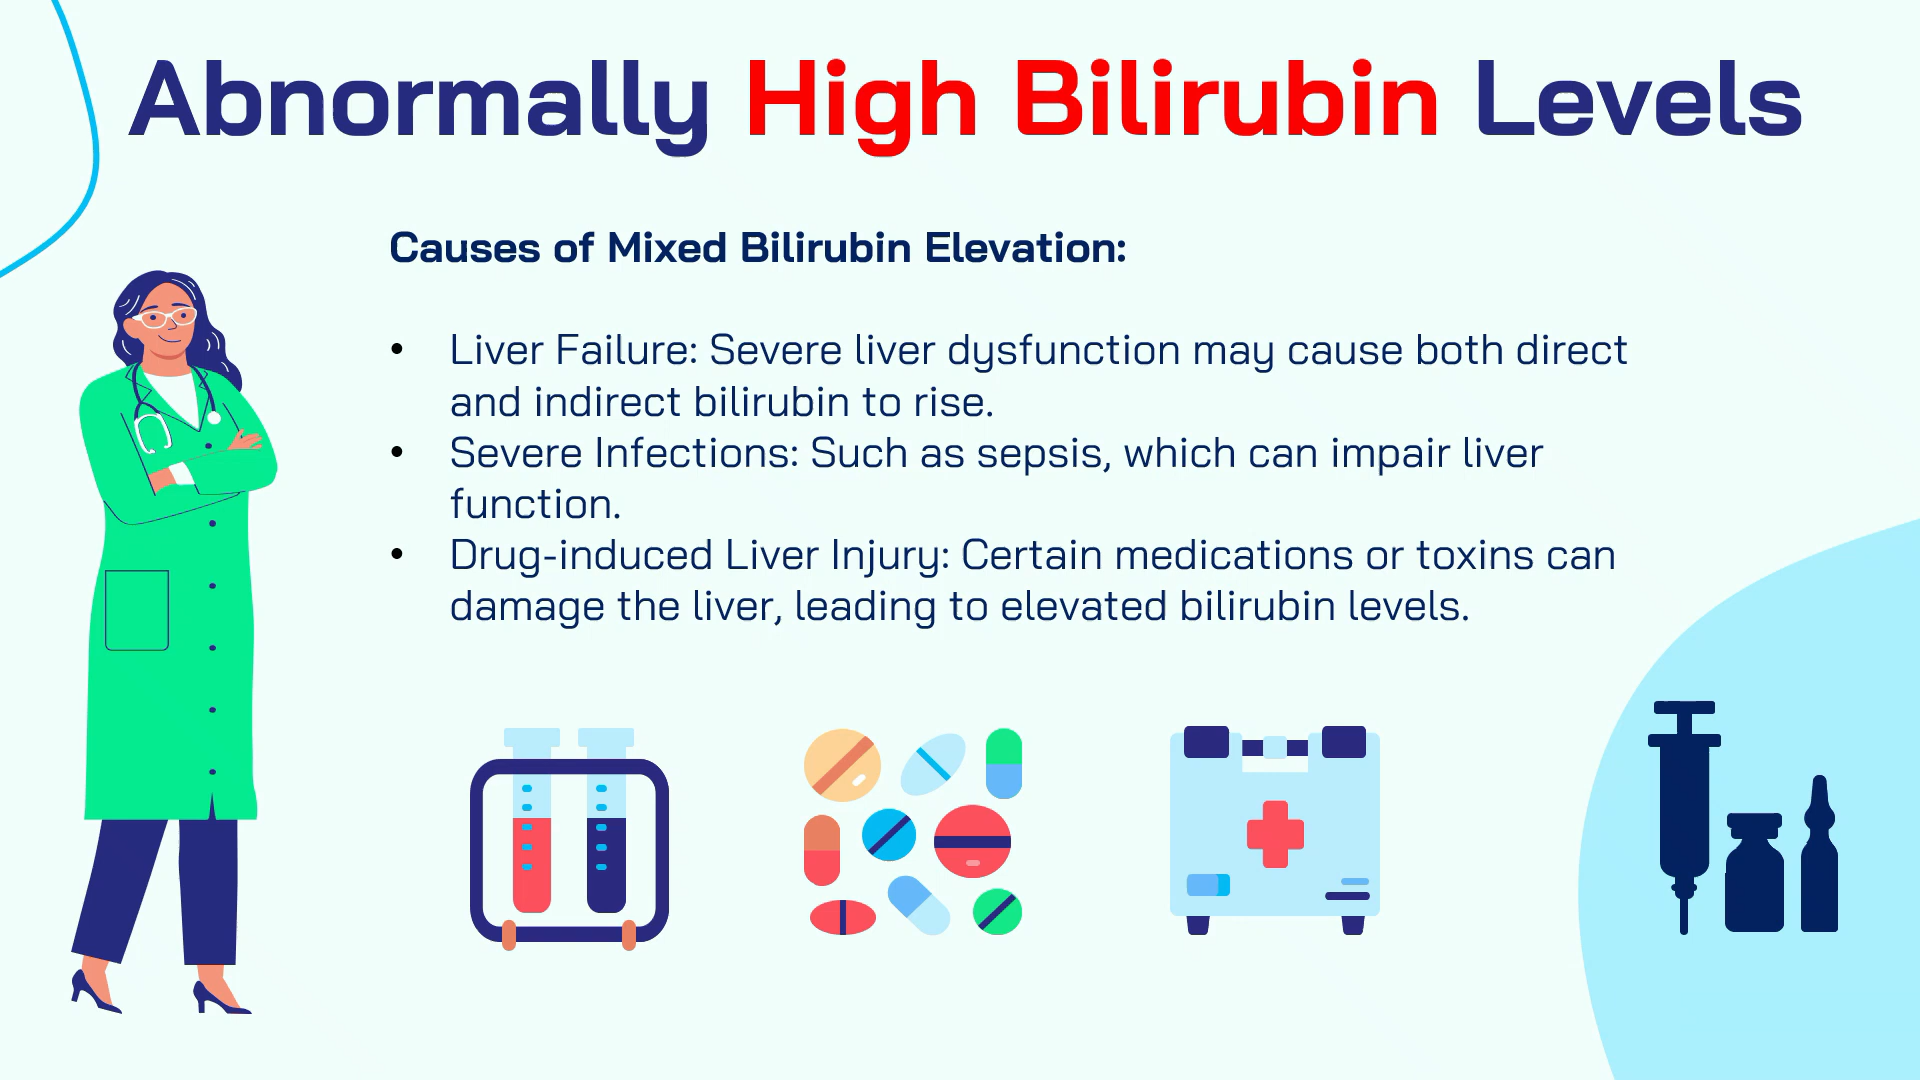 Abnormally High Bilirubin Levels
Causes of Mixed Bilirubin Elevation:
• Liver Failure: Severe liver dysfunction may cause both direct
and indirect bilirubin to rise.
• Severe Infections: Such as sepsis, which can impair liver
function.
• Drug-induced Liver Injury: Certain medications or toxins can
damage the liver, leading to elevated bilirubin levels.